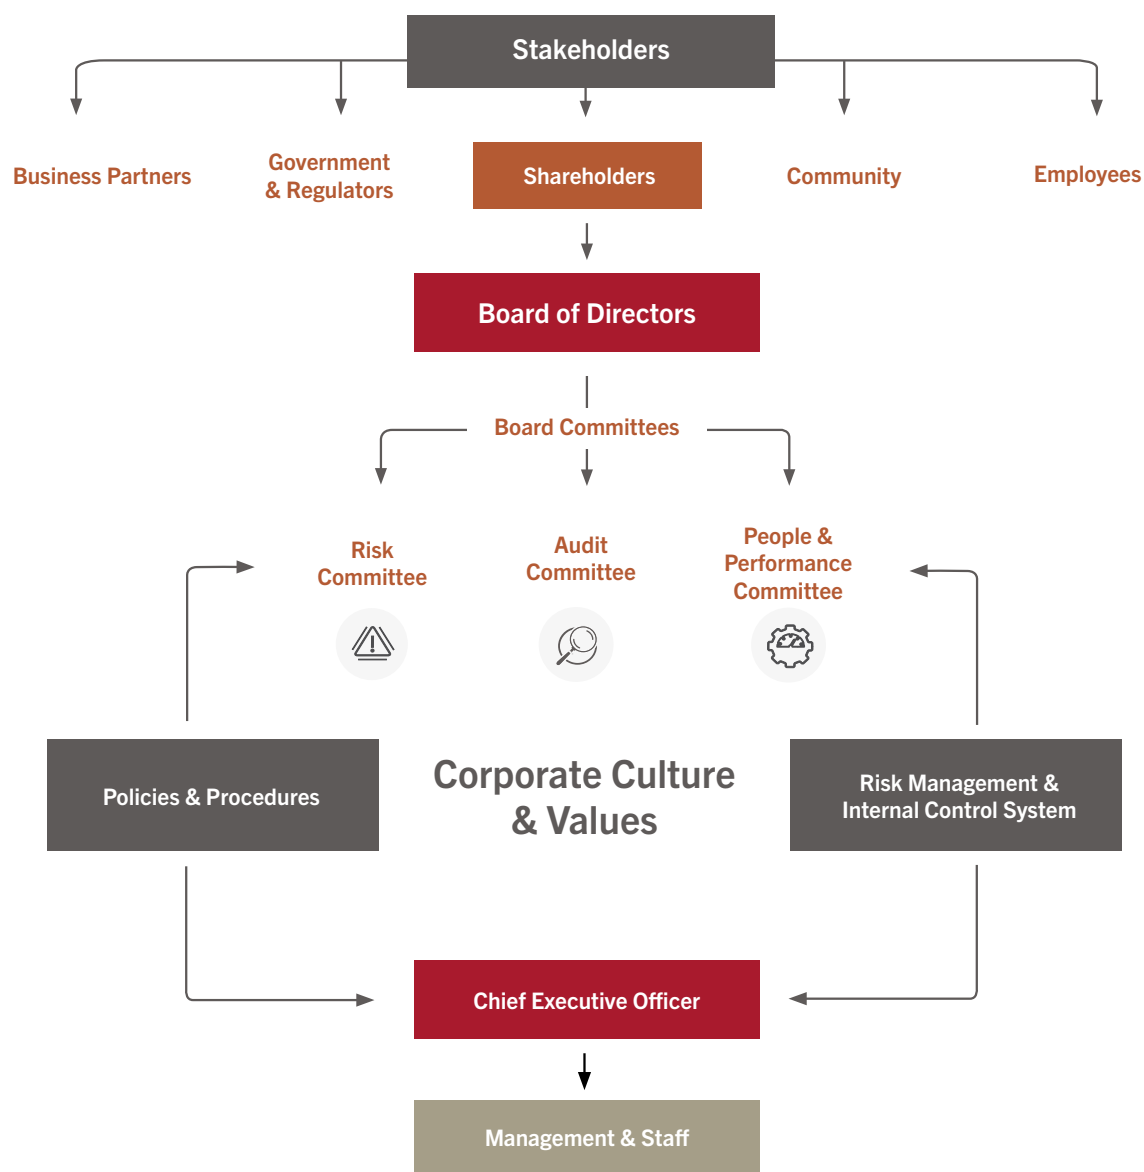 Stakeholders
Business Partners
Government
& Regulators
Shareholders
Community
Employees
Board of Directors
Board Committees
Risk
Committee
Audit
Committee
People &
Performance
Committee
Policies & Procedures
Corporate Culture
& Values
Risk Management &
Internal Control System
Chief Executive Officer
Management & Staff